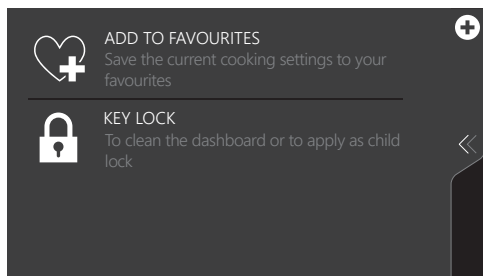 ADD TO FAVOURITES
Save the current cooking settings to your
favourites
KEY LOCK
To clean the dashboard or to apply as child
lock